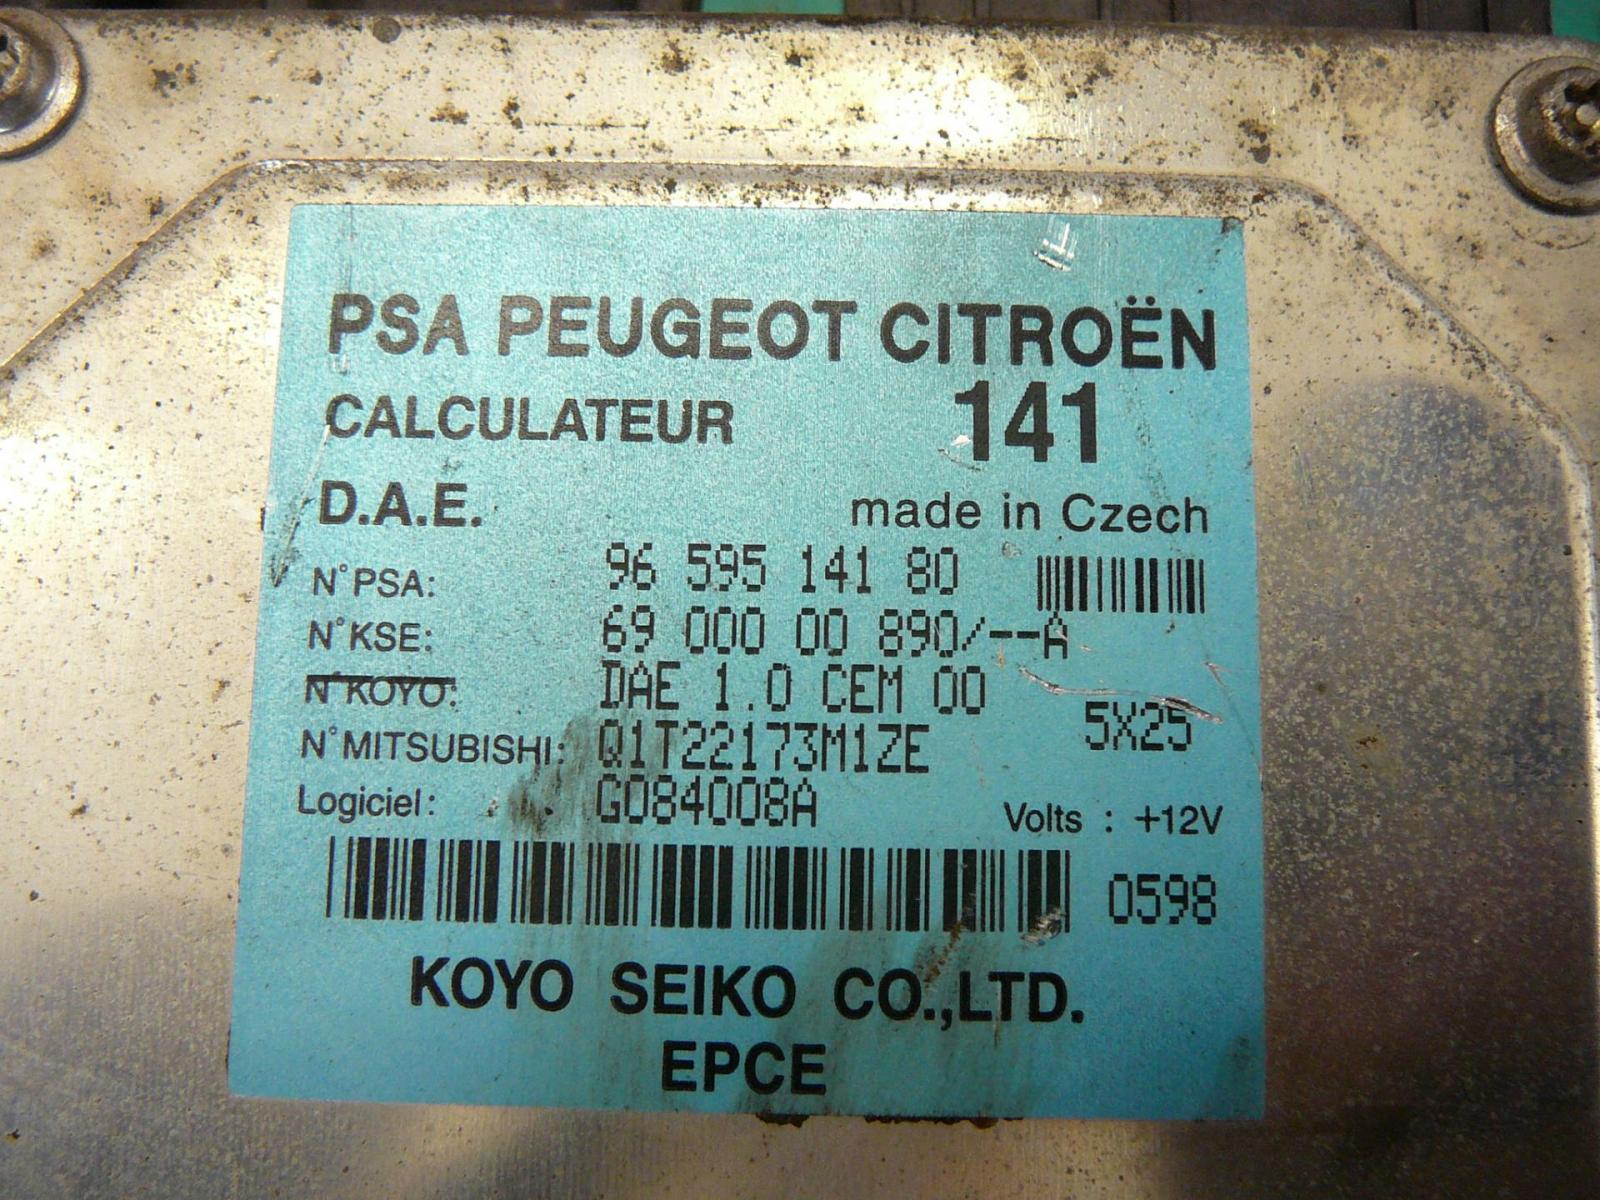 PSA PEUGEOT CITROËN
CALCULATEUR 141
D.A.E. made in Czech
N°PSA: 96 595 141 80
N°KSE: 69 000 00 890/--A
N°KOYO: DAE 1.0 CEM 00
5X25
N°MITSUBISHI: Q1T22173M1ZE
Logiciel: G084008A Volts : +12V
0598
KOYO SEIKO CO.,LTD.
EPCE